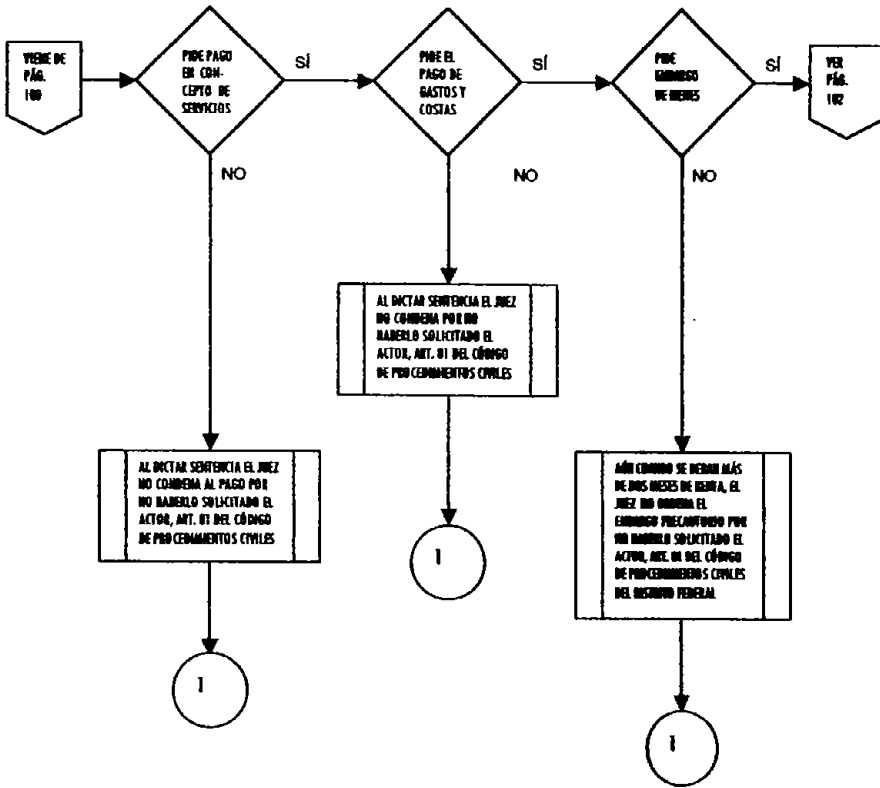 VIENE DE
PÁG.
100
PIDE PAGO
EN CON-
CEPTO DE
SERVICIOS
SÍ
PIDE EL
PAGO DE
GASTOS Y
COSTAS
SÍ
PIDE
EMBARGO
DE BIENES
SÍ
VER
PÁG.
102
NO
NO
NO
AL DICTAR SENTENCIA EL JUEZ
NO CONDENA POR NO
HABERLO SOLICITADO EL
ACTOR, ART. 81 DEL CÓDIGO
DE PROCEDIMIENTOS CIVILES
AL DICTAR SENTENCIA EL JUEZ
NO CONDENA AL PAGO POR
NO HABERLO SOLICITADO EL
ACTOR, ART. 81 DEL CÓDIGO
DE PROCEDIMIENTOS CIVILES
AÚN CUANDO SE DEBAN MÁS
DE DOS MESES DE RENTA, EL
JUEZ NO ORDENA EL
EMBARGO PRECAUTORIO POR
NO HABERLO SOLICITADO EL
ACTOR, ART. 81 DEL CÓDIGO
DE PROCEDIMIENTOS CIVILES
DEL DISTRITO FEDERAL
1
1
1